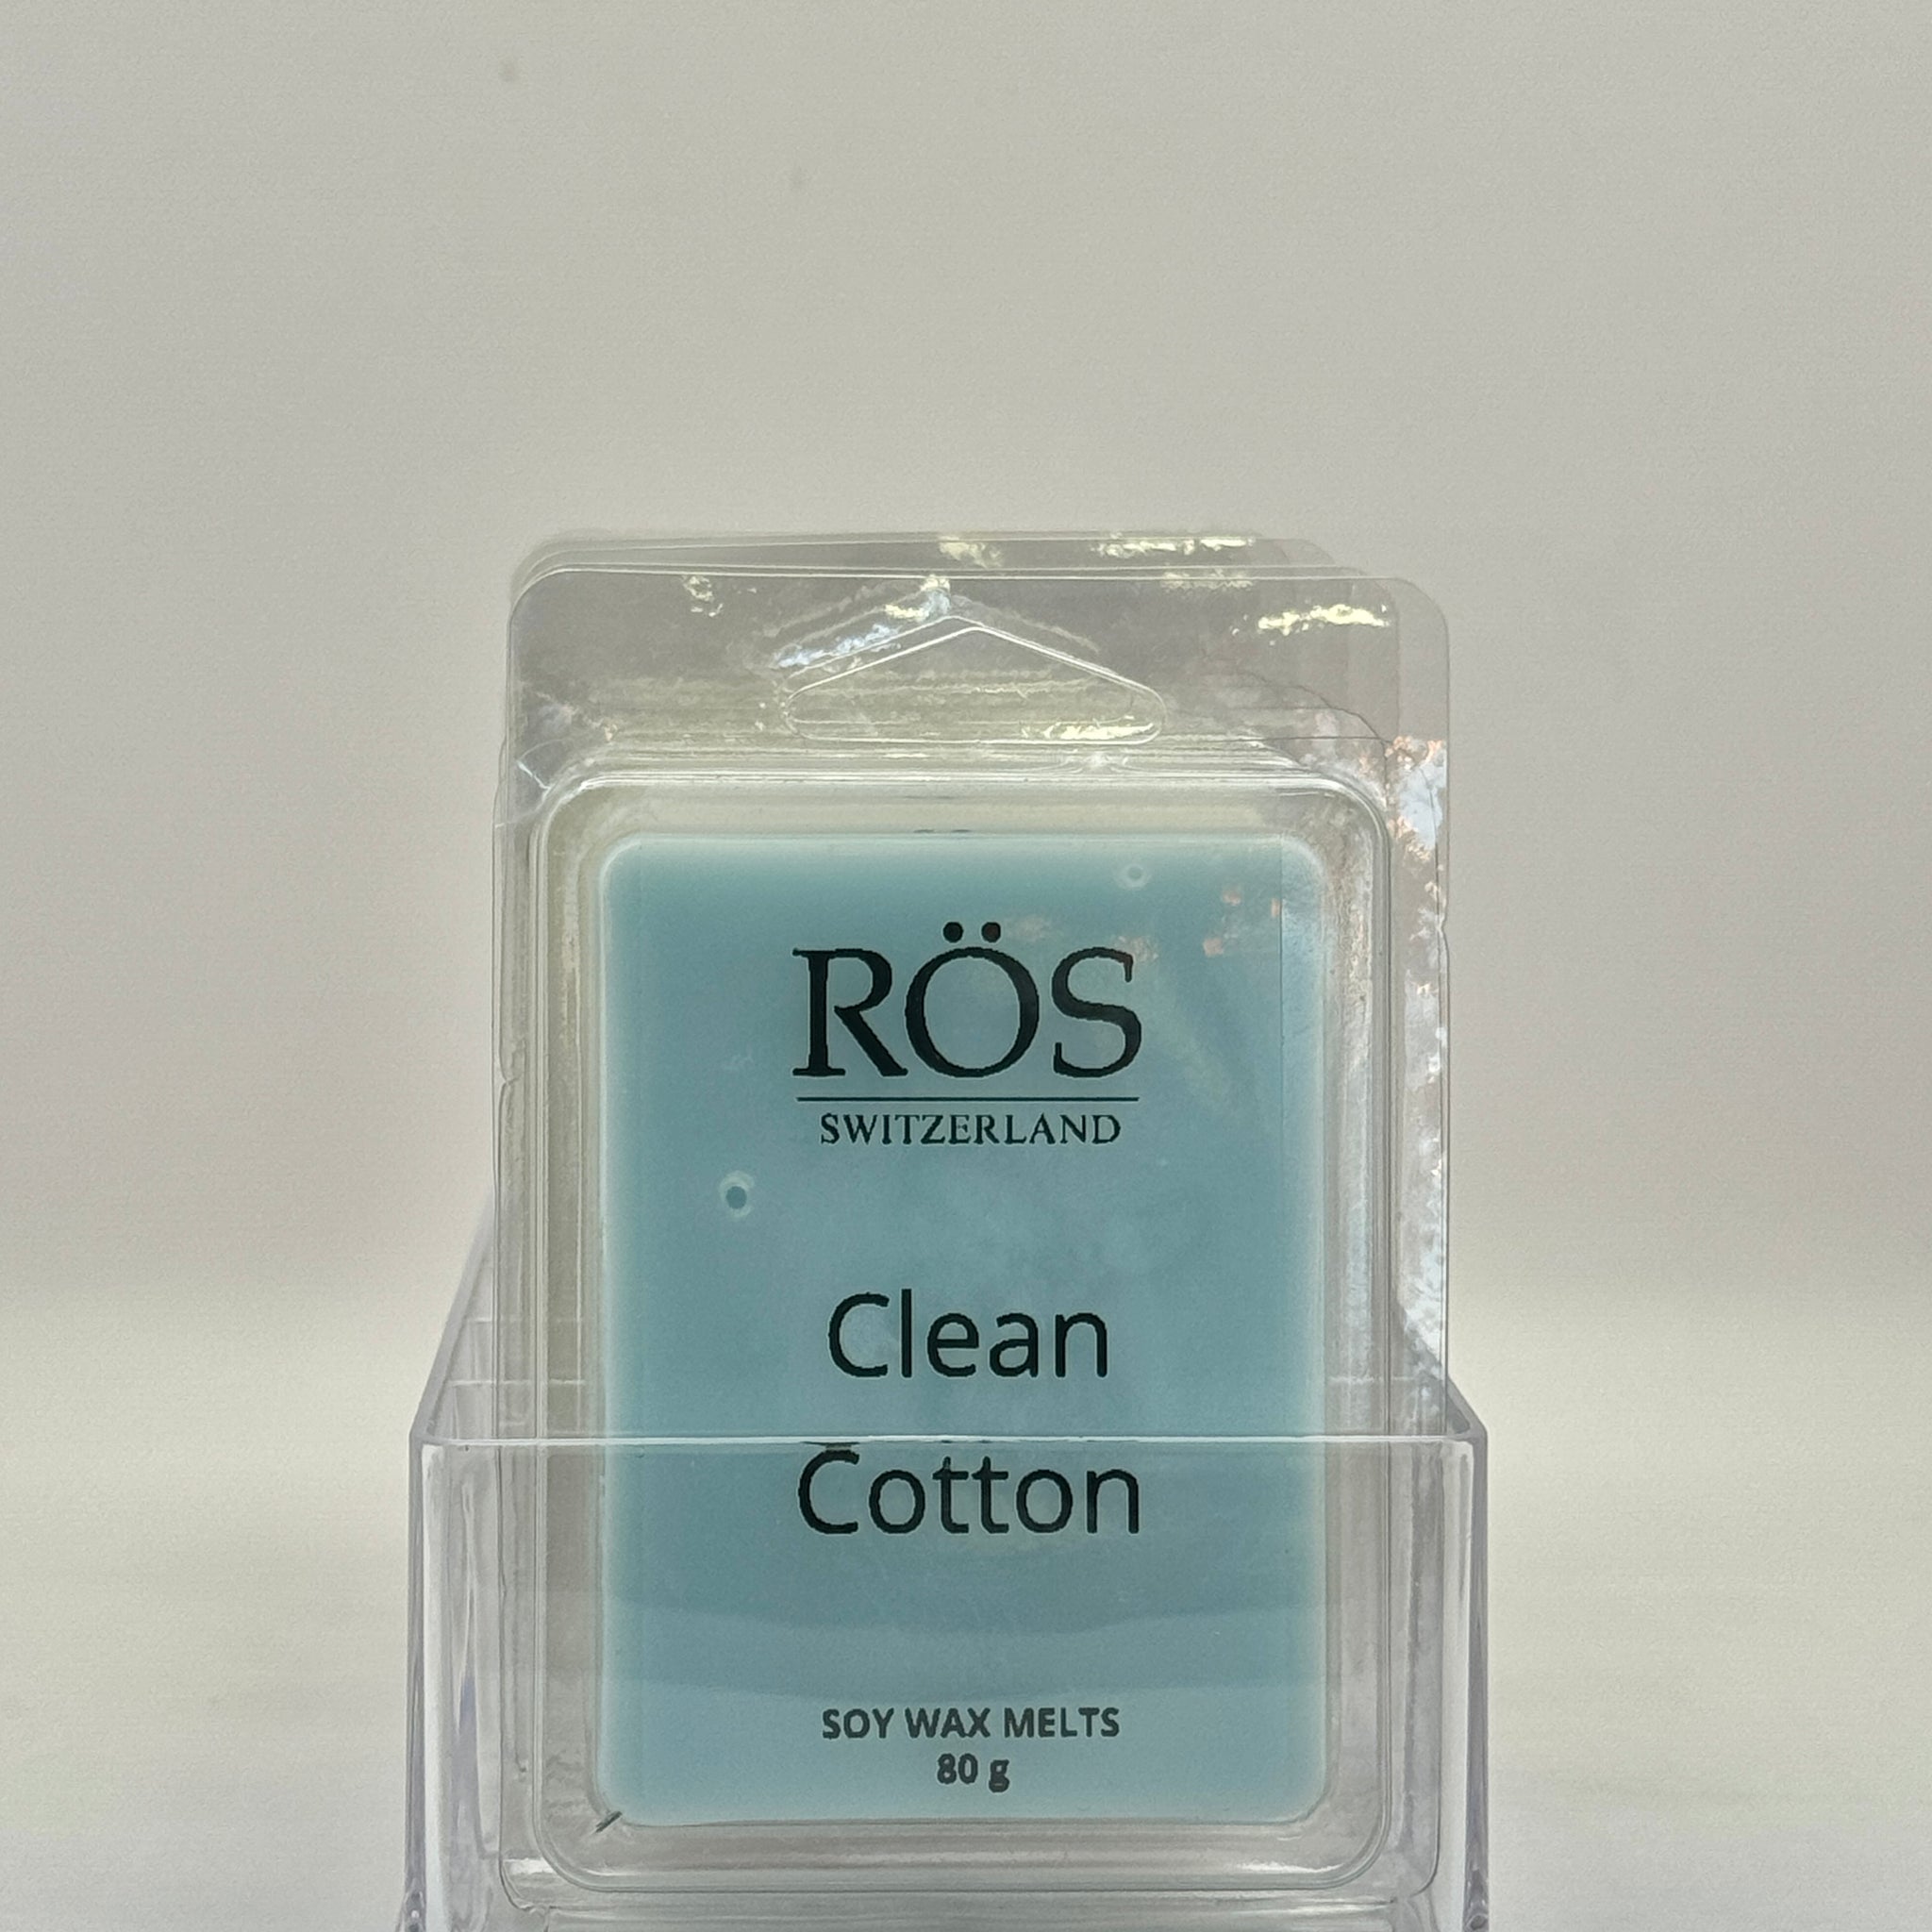 RÖS
SWITZERLAND
Clean
Cotton
SOY WAX MELTS
80 g